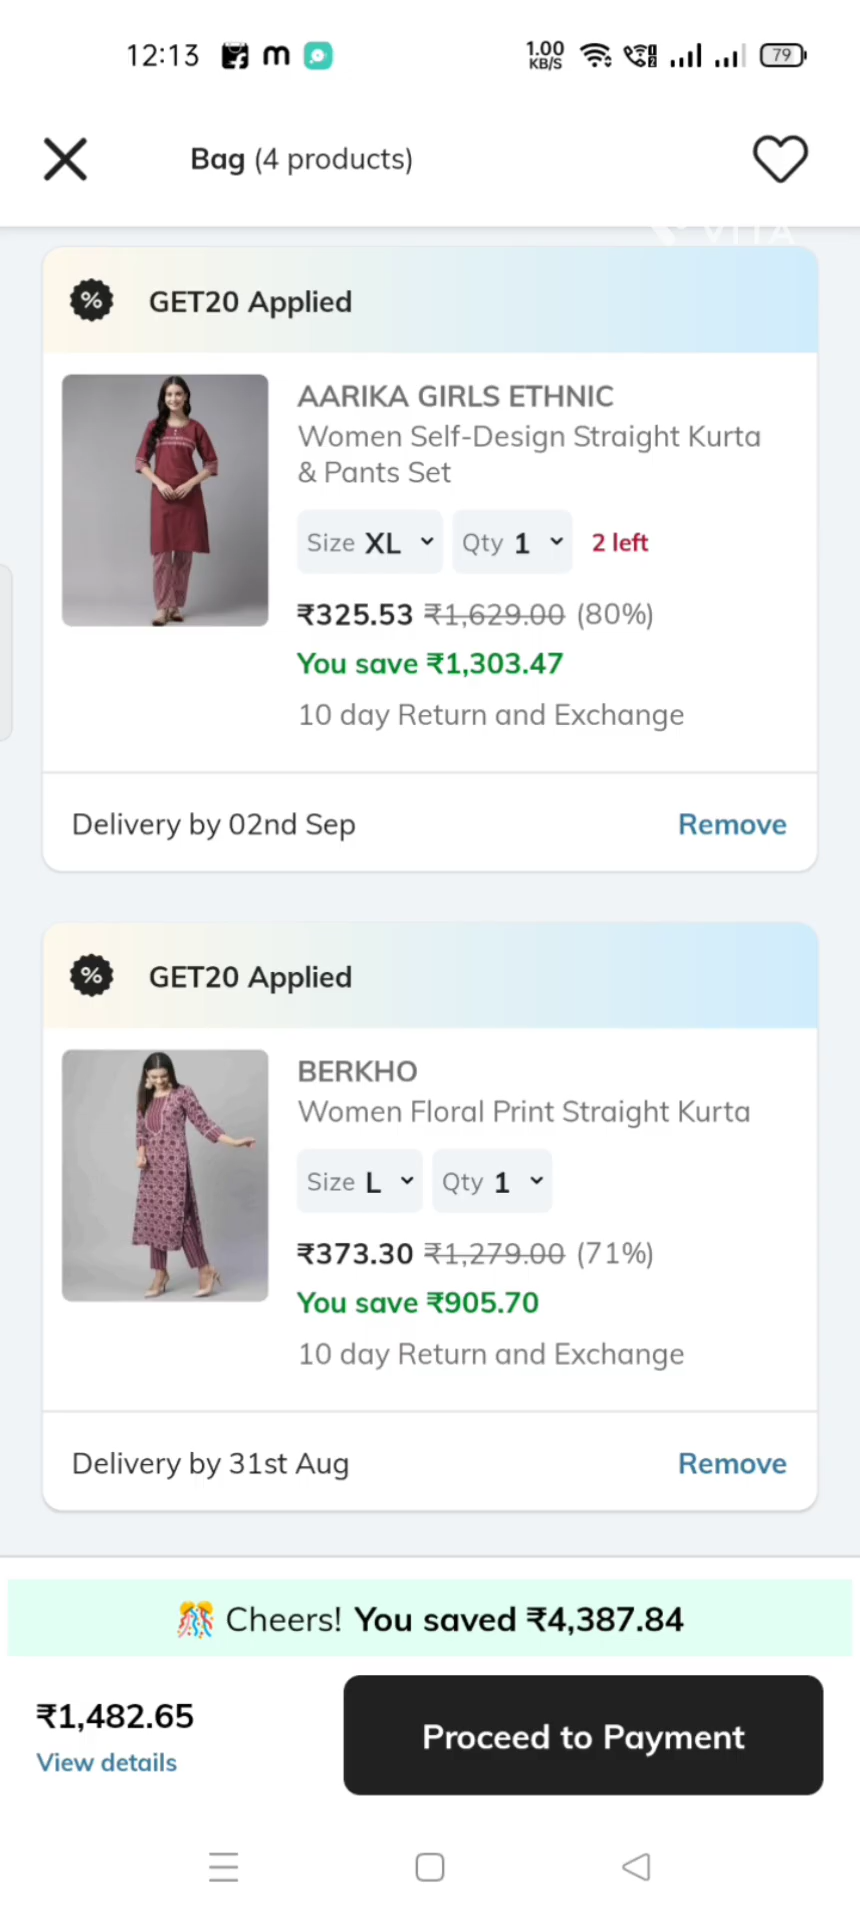 12:13 m 1.00 KB/S 79
Bag (4 products)
VITA
GET20 Applied
AARIKA GIRLS ETHNIC
Women Self-Design Straight Kurta
& Pants Set
Size XL Qty 1 2 left
₹325.53 ₹1,629.00 (80%)
You save ₹1,303.47
10 day Return and Exchange
Delivery by 02nd Sep Remove
GET20 Applied
BERKHO
Women Floral Print Straight Kurta
Size L Qty 1
₹373.30 ₹1,279.00 (71%)
You save ₹905.70
10 day Return and Exchange
Delivery by 31st Aug Remove
Cheers! You saved ₹4,387.84
₹1,482.65
View details
Proceed to Payment